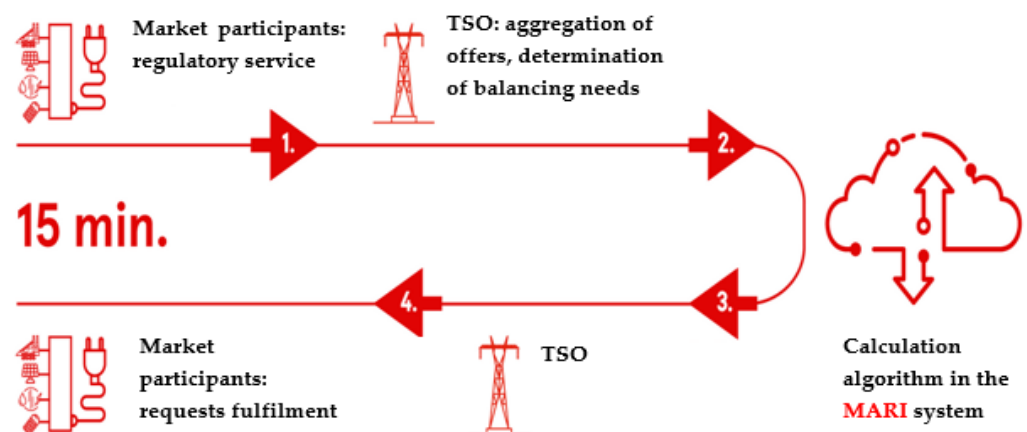 Market participants:
regulatory service
TSO: aggregation of
offers, determination
of balancing needs
1.
2.
15 min.
4.
3.
Market
participants:
requests fulfilment
TSO
Calculation
algorithm in the
MARI system